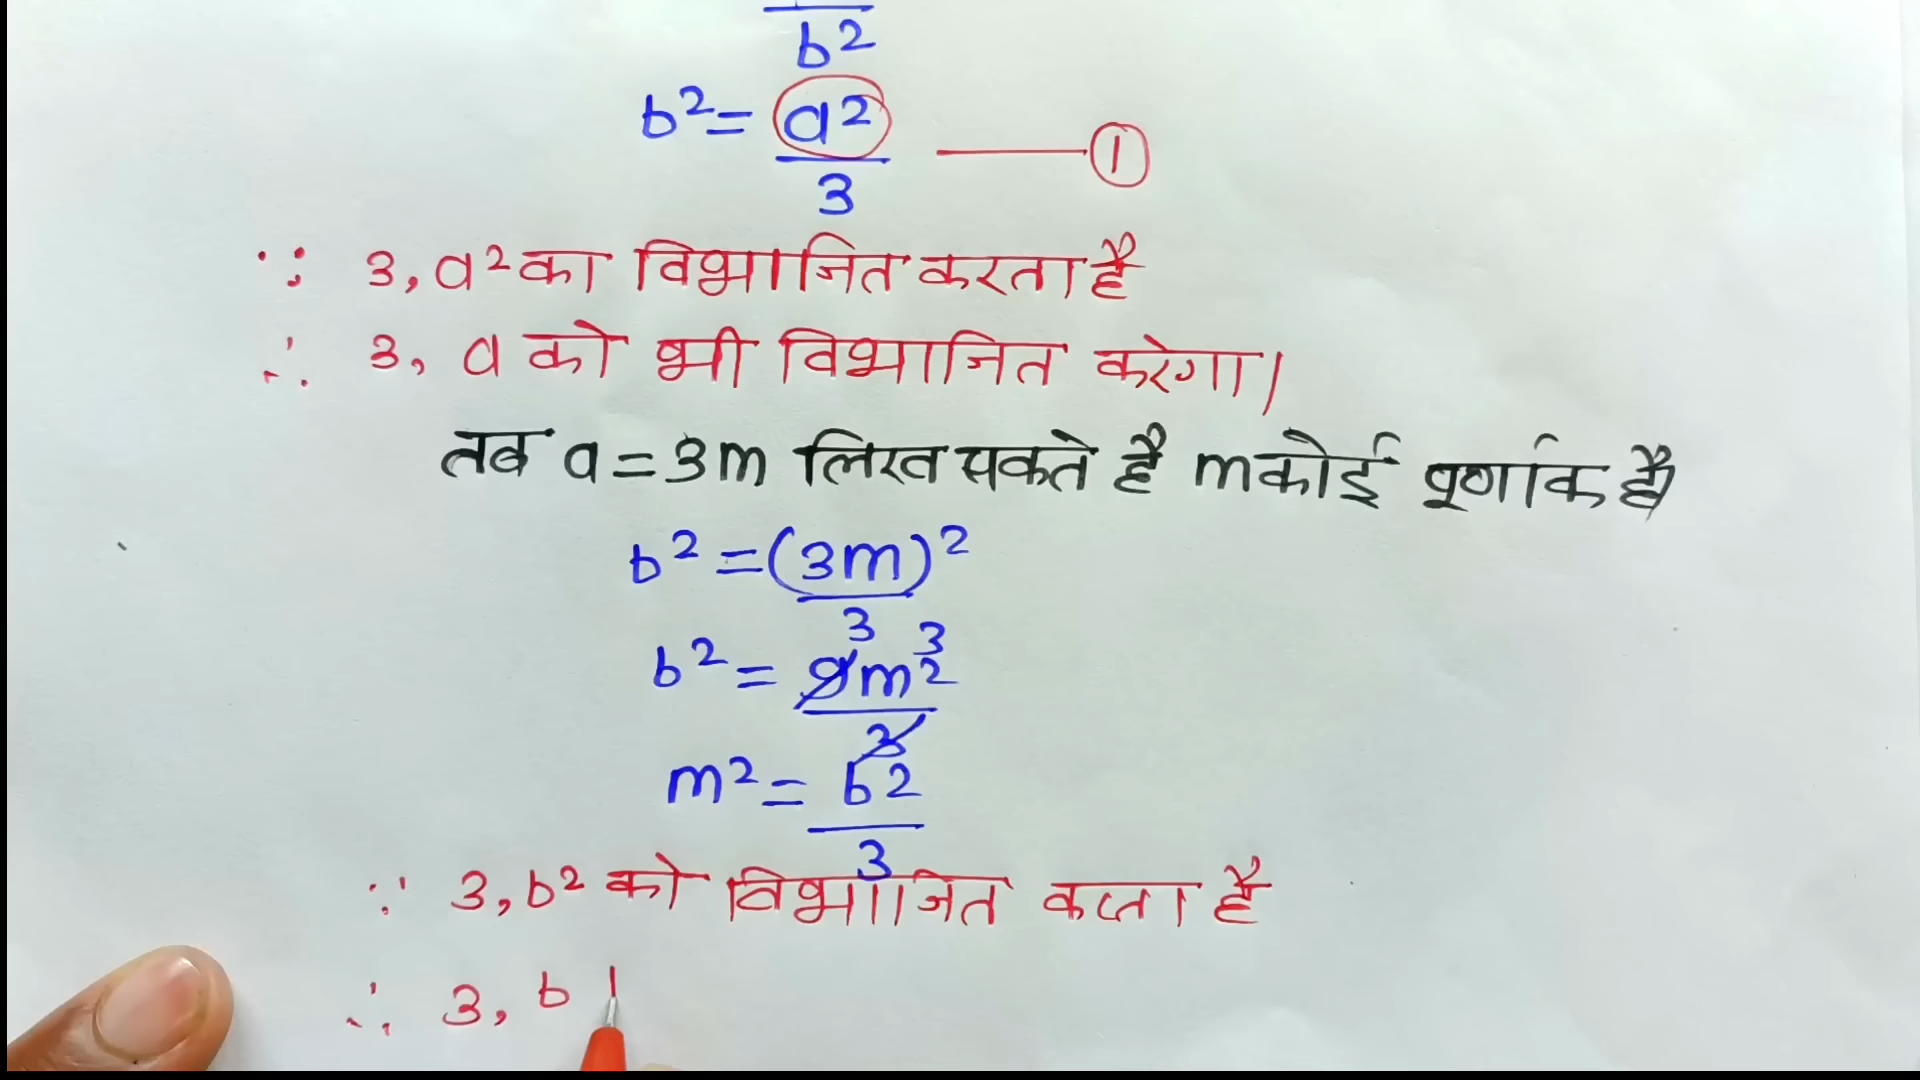 b²
b² = a²/3 ——— ①
∵ 3, a² का विभाजित करता है
∴ 3, a को भी विभाजित करेगा।
तब a = 3m लिख सकते है m कोई पूर्णांक है
b² = (3m)²/3
b² = 9m²/3 3
m² = b²/3
∵ 3, b² को विभाजित करता है
∴ 3, b